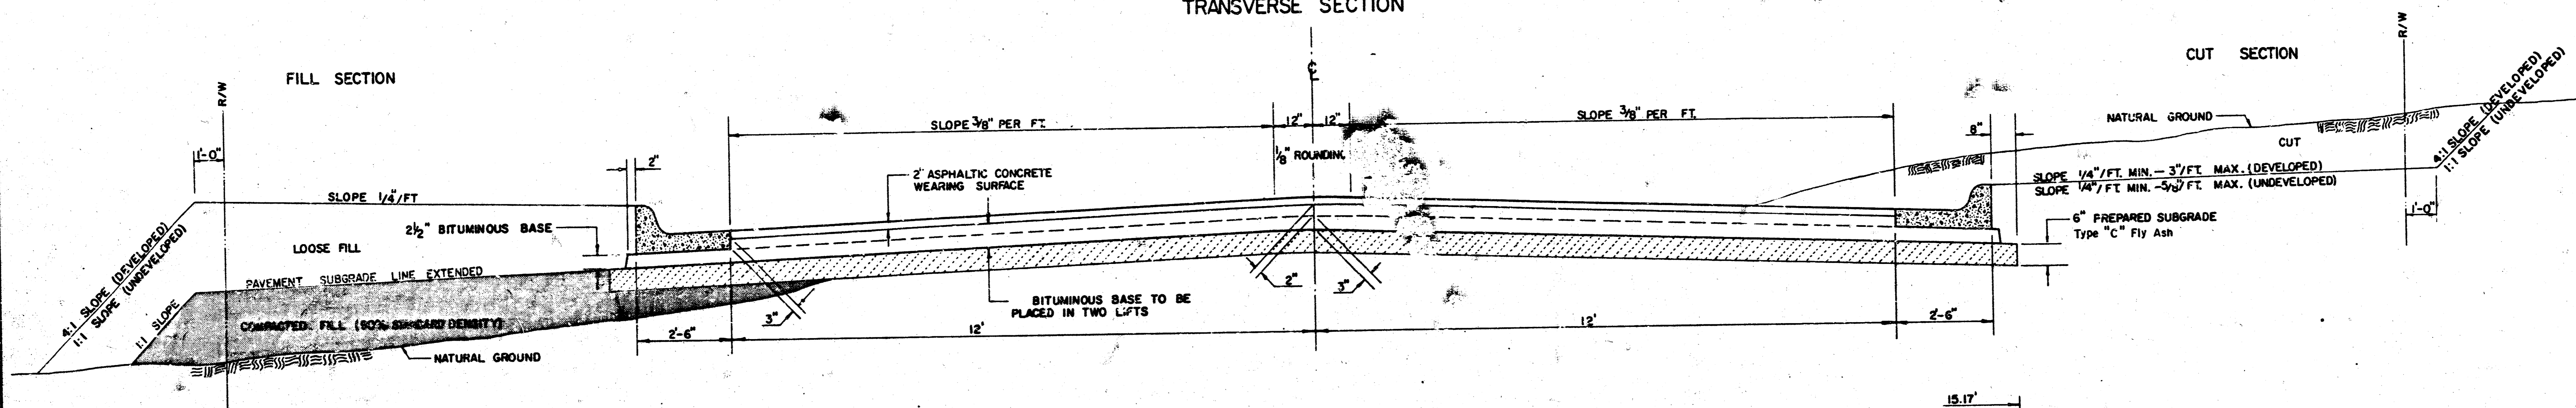 TRANSVERSE SECTION
FILL SECTION
CUT SECTION
R/W
R/W
℄
SLOPE 3/8" PER FT.
12"
12"
SLOPE 3/8" PER FT.
1/8" ROUNDING
NATURAL GROUND
CUT
8"
4:1 SLOPE (DEVELOPED)
1:1 SLOPE (UNDEVELOPED)
1'-0"
2"
2" ASPHALTIC CONCRETE
WEARING SURFACE
SLOPE 1/4"/FT
SLOPE 1/4"/FT. MIN. - 3"/FT. MAX. (DEVELOPED)
SLOPE 1/4"/FT. MIN. -5/8"/FT. MAX. (UNDEVELOPED)
1'-0"
2½" BITUMINOUS BASE
6" PREPARED SUBGRADE
Type "C" Fly Ash
LOOSE FILL
4:1 SLOPE (DEVELOPED)
1:1 SLOPE (UNDEVELOPED)
PAVEMENT SUBGRADE LINE EXTENDED
1:1 SLOPE
COMPACTED FILL (90% DENSITY)
3"
2"
3"
BITUMINOUS BASE TO BE
PLACED IN TWO LIFTS
NATURAL GROUND
2'-6"
12'
12'
2'-6"
15.17'